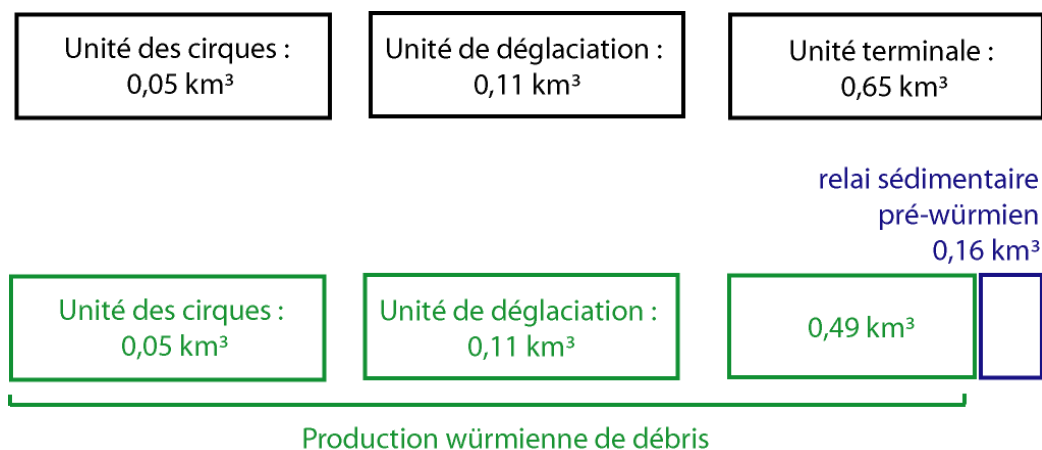 Unité des cirques :
0,05 km³
Unité de déglaciation :
0,11 km³
Unité terminale :
0,65 km³
relai sédimentaire
pré-würmien
0,16 km³
Unité des cirques :
0,05 km³
Unité de déglaciation :
0,11 km³
0,49 km³
Production würmienne de débris